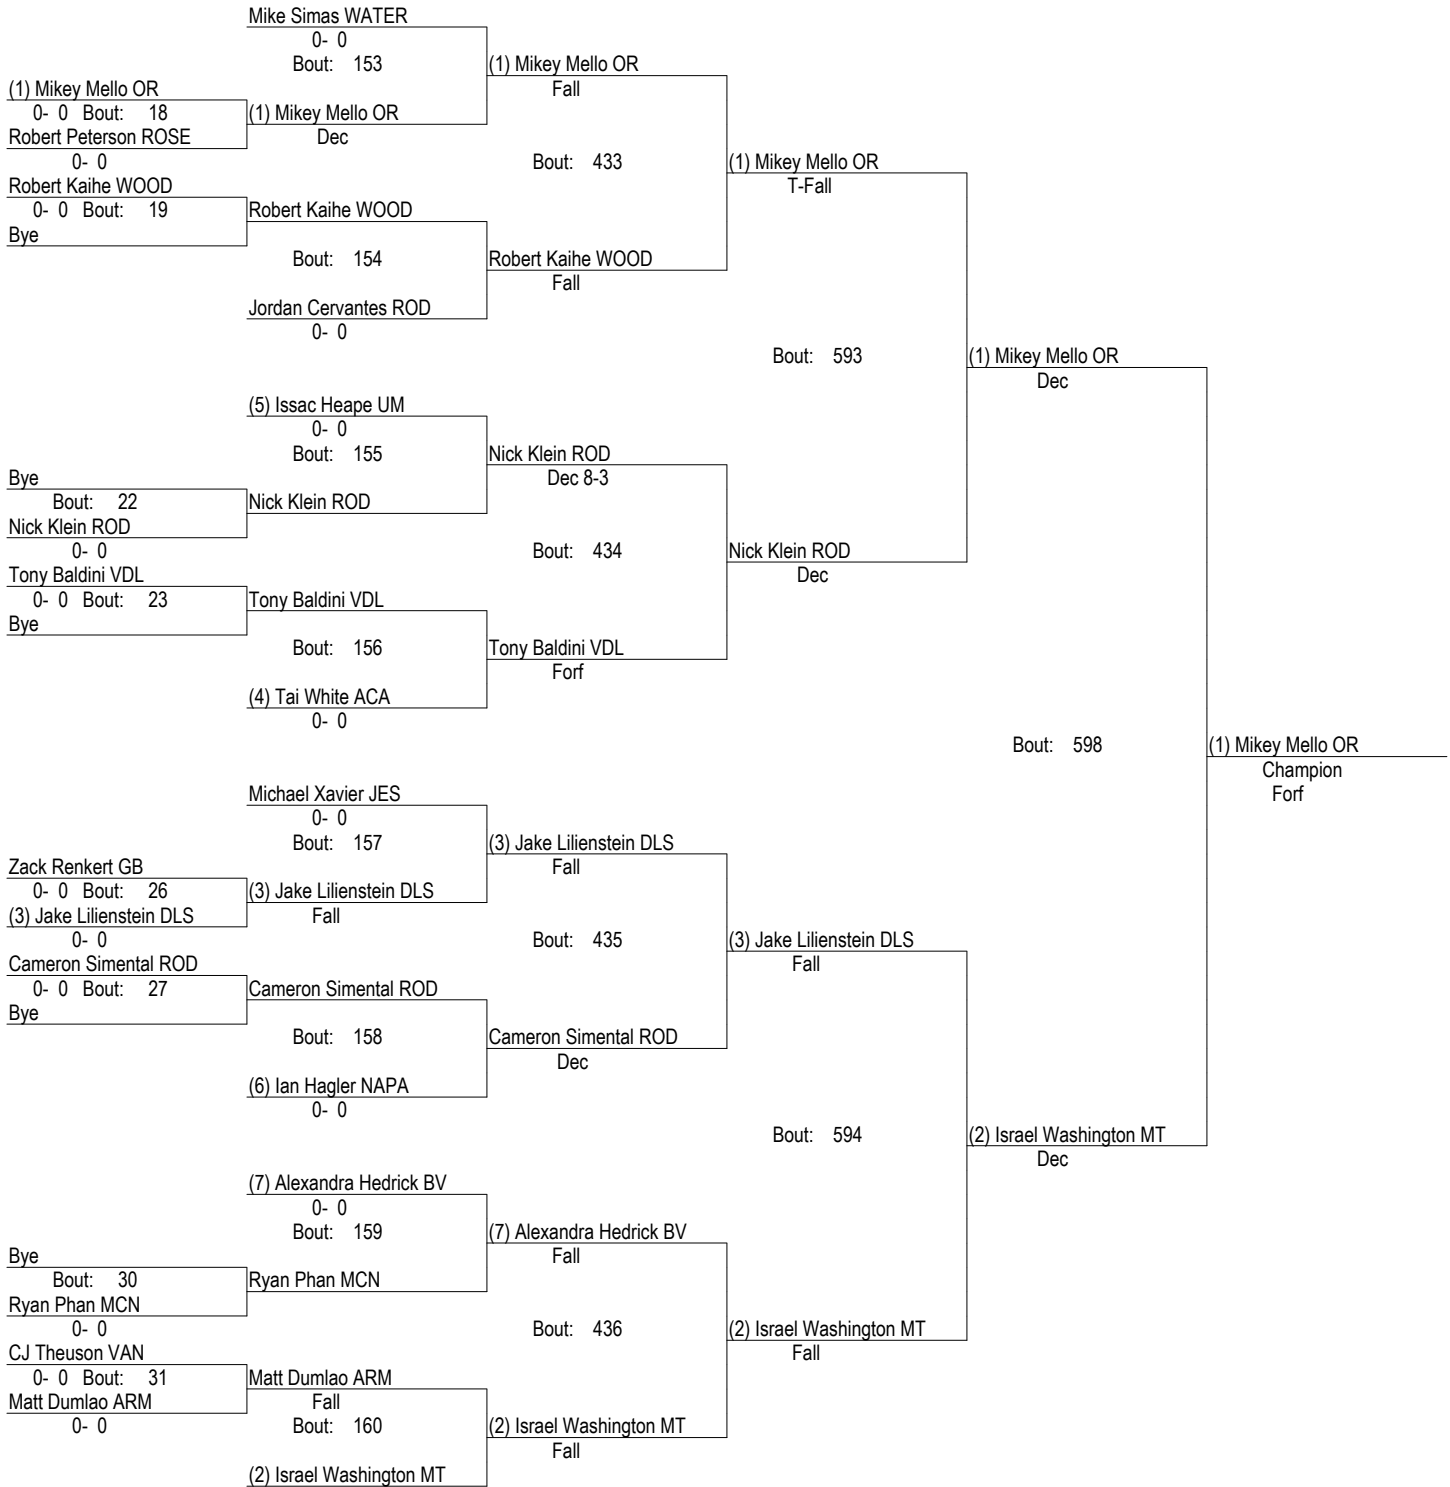 Mike Simas WATER
0- 0
Bout: 153
(1) Mikey Mello OR
Fall
(1) Mikey Mello OR
0- 0 Bout: 18
(1) Mikey Mello OR
Dec
Robert Peterson ROSE
0- 0
Bout: 433
(1) Mikey Mello OR
T-Fall
Robert Kaihe WOOD
0- 0 Bout: 19
Robert Kaihe WOOD
Bye
Bout: 154
Robert Kaihe WOOD
Fall
Jordan Cervantes ROD
0- 0
Bout: 593
(1) Mikey Mello OR
Dec
(5) Issac Heape UM
0- 0
Bout: 155
Nick Klein ROD
Dec 8-3
Bye
Bout: 22
Nick Klein ROD
Nick Klein ROD
0- 0
Bout: 434
Nick Klein ROD
Dec
Tony Baldini VDL
0- 0 Bout: 23
Tony Baldini VDL
Bye
Bout: 156
Tony Baldini VDL
Forf
(4) Tai White ACA
0- 0
Bout: 598
(1) Mikey Mello OR
Champion
Forf
Michael Xavier JES
0- 0
Bout: 157
(3) Jake Lilienstein DLS
Fall
Zack Renkert GB
0- 0 Bout: 26
(3) Jake Lilienstein DLS
Fall
(3) Jake Lilienstein DLS
0- 0
Bout: 435
(3) Jake Lilienstein DLS
Fall
Cameron Simental ROD
0- 0 Bout: 27
Cameron Simental ROD
Bye
Bout: 158
Cameron Simental ROD
Dec
(6) Ian Hagler NAPA
0- 0
Bout: 594
(2) Israel Washington MT
Dec
(7) Alexandra Hedrick BV
0- 0
Bout: 159
(7) Alexandra Hedrick BV
Fall
Bye
Bout: 30
Ryan Phan MCN
Ryan Phan MCN
0- 0
Bout: 436
(2) Israel Washington MT
Fall
CJ Theuson VAN
0- 0 Bout: 31
Matt Dumlao ARM
Fall
Matt Dumlao ARM
0- 0
Bout: 160
(2) Israel Washington MT
Fall
(2) Israel Washington MT